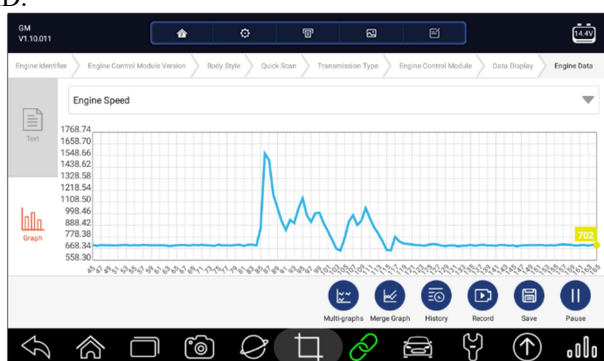 D.
GM
V1.10.011
14.4V
Engine Identifier
Engine Control Module Version
Body Style
Quick Scan
Transmission Type
Engine Control Module
Data Display
Engine Data
Text
Graph
Engine Speed
1768.74
1658.70
1548.66
1438.62
1328.58
1218.54
1108.50
998.46
888.42
778.38
668.34
558.30
702
Multi-graphs
Merge Graph
History
Record
Save
Pause